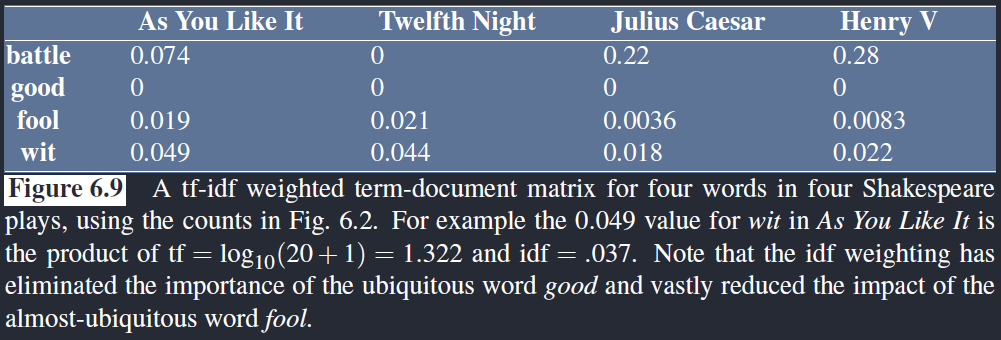 As You Like It Twelfth Night Julius Caesar Henry V
battle 0.074 0 0.22 0.28
good 0 0 0 0
fool 0.019 0.021 0.0036 0.0083
wit 0.049 0.044 0.018 0.022
Figure 6.9 A tf-idf weighted term-document matrix for four words in four Shakespeare
plays, using the counts in Fig. 6.2. For example the 0.049 value for wit in As You Like It is
the product of tf = log₁₀(20+1) = 1.322 and idf = .037. Note that the idf weighting has
eliminated the importance of the ubiquitous word good and vastly reduced the impact of the
almost-ubiquitous word fool.